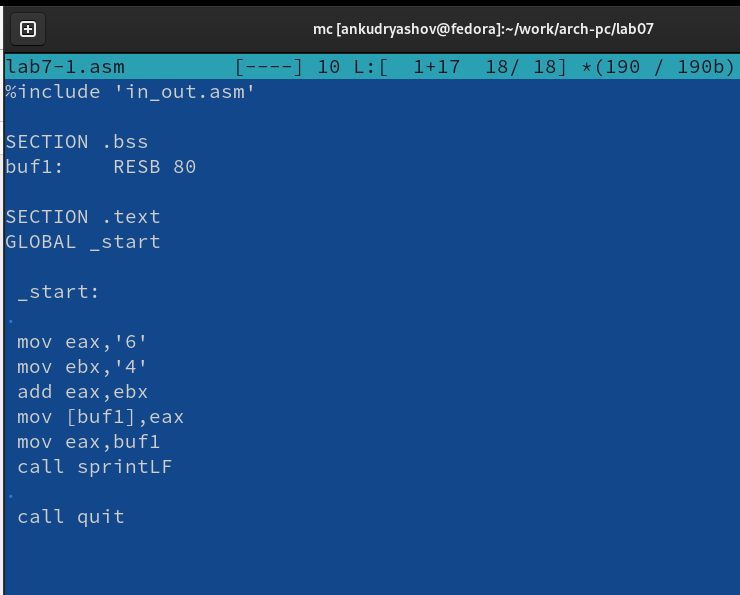 mc [ankudryashov@fedora]:~/work/arch-pc/lab07
lab7-1.asm         [----] 10 L:[  1+17  18/ 18] *(190 / 190b)
%include 'in_out.asm'
SECTION .bss
buf1:    RESB 80
SECTION .text
GLOBAL _start
 _start:
.
 mov eax,'6'
 mov ebx,'4'
 add eax,ebx
 mov [buf1],eax
 mov eax,buf1
 call sprintLF
.
 call quit